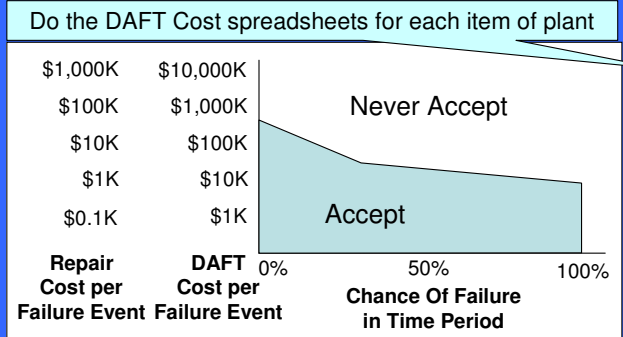 Do the DAFT Cost spreadsheets for each item of plant
$1,000K $10,000K
$100K $1,000K
Never Accept
$10K $100K
$1K $10K
$0.1K $1K
Accept
Repair DAFT 0% 50% 100%
Cost per Cost per Chance Of Failure
Failure Event Failure Event in Time Period